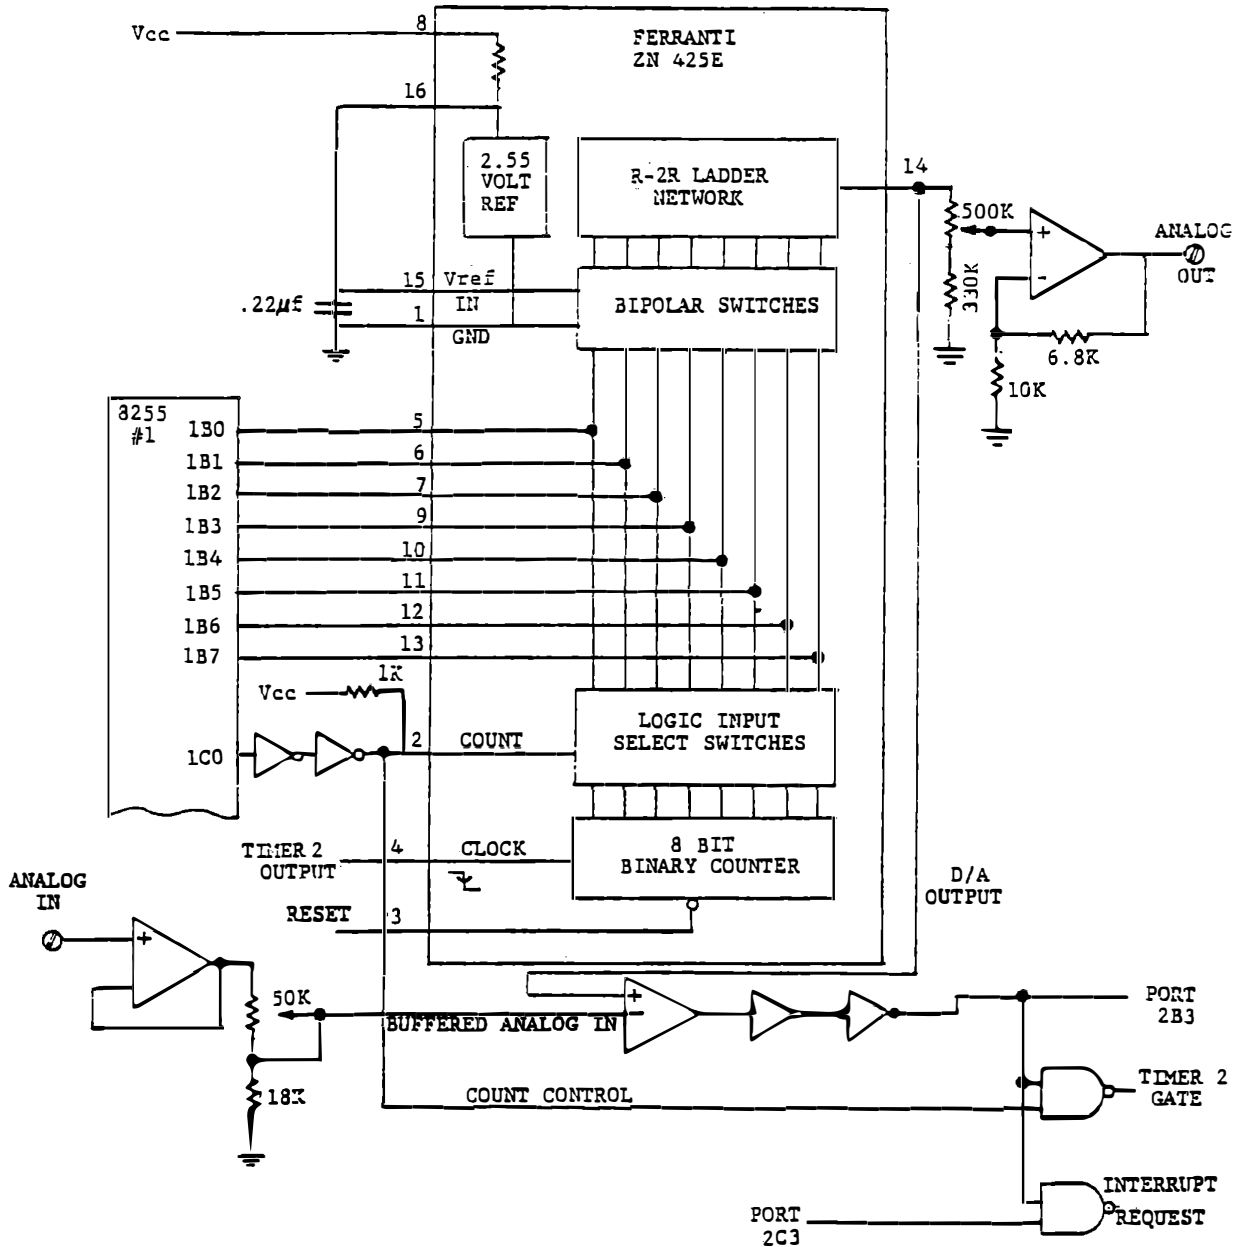 FERRANTI
ZN 425E
Vcc
8
16
2.55
VOLT
REF
R-2R LADDER
NETWORK
14
500K
330K
+
-
ANALOG
OUT
6.8K
10K
15
Vref
IN
.22µf
1
GND
BIPOLAR SWITCHES
8255
#1
1B0
5
1B1
6
1B2
7
1B3
9
1B4
10
1B5
11
1B6
12
1B7
13
Vcc
1K
1C0
2
COUNT
LOGIC INPUT
SELECT SWITCHES
TIMER 2
OUTPUT
4
CLOCK
8 BIT
BINARY COUNTER
RESET
3
D/A
OUTPUT
ANALOG
IN
+
50K
18K
BUFFERED ANALOG IN
+
-
PORT
2B3
COUNT CONTROL
TIMER 2
GATE
PORT
2C3
INTERRUPT
REQUEST